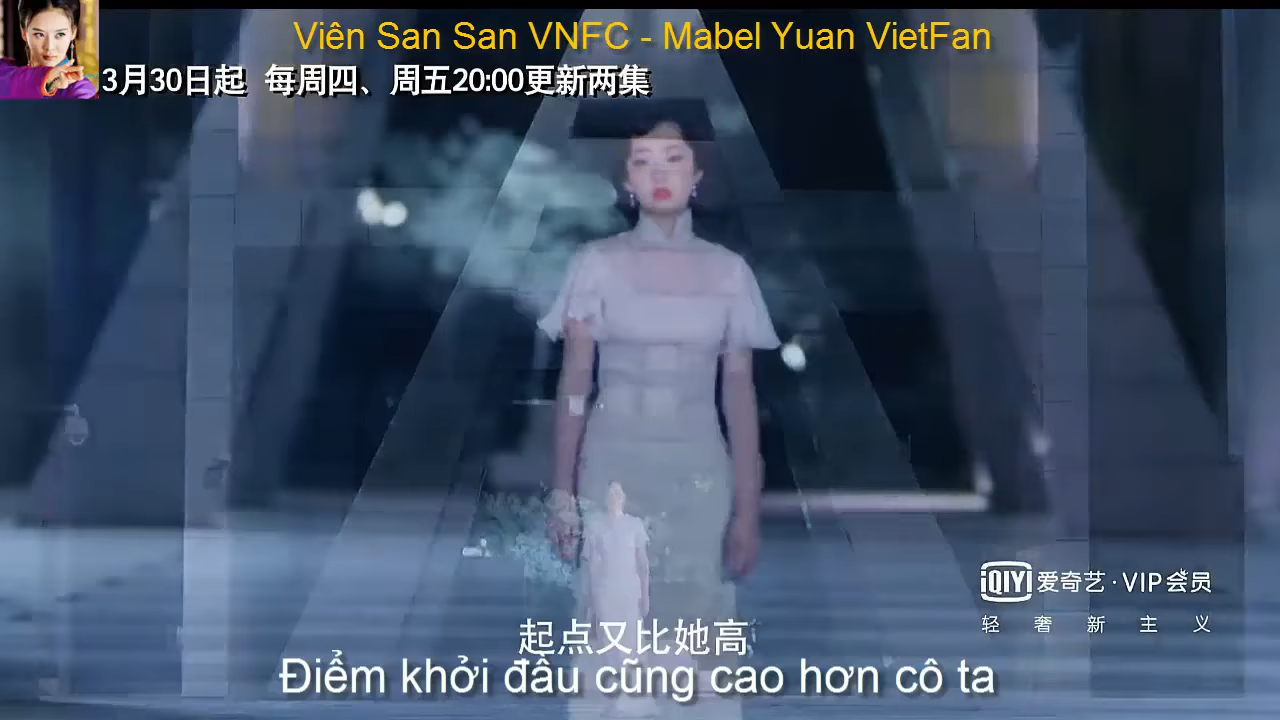 Viên San San VNFC - Mabel Yuan VietFan
3月30日起 每周四、周五20:00更新两集
iQIYI 爱奇艺·VIP会员
轻奢新主义
起点又比她高
Điểm khởi đầu cũng cao hơn cô ta